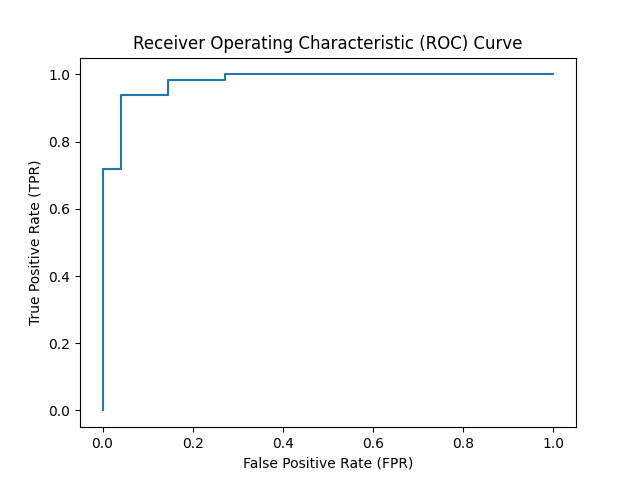 Receiver Operating Characteristic (ROC) Curve
1.0
0.8
0.6
0.4
0.2
0.0
True Positive Rate (TPR)
0.0 0.2 0.4 0.6 0.8 1.0
False Positive Rate (FPR)